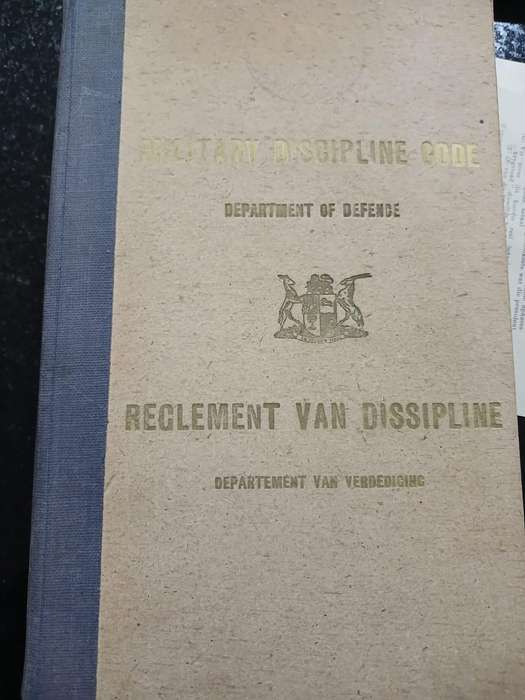 MILITARY DISCIPLINE CODE
DEPARTMENT OF DEFENCE
REGLEMENT VAN DISSIPLINE
DEPARTEMENT VAN VERDEDIGING